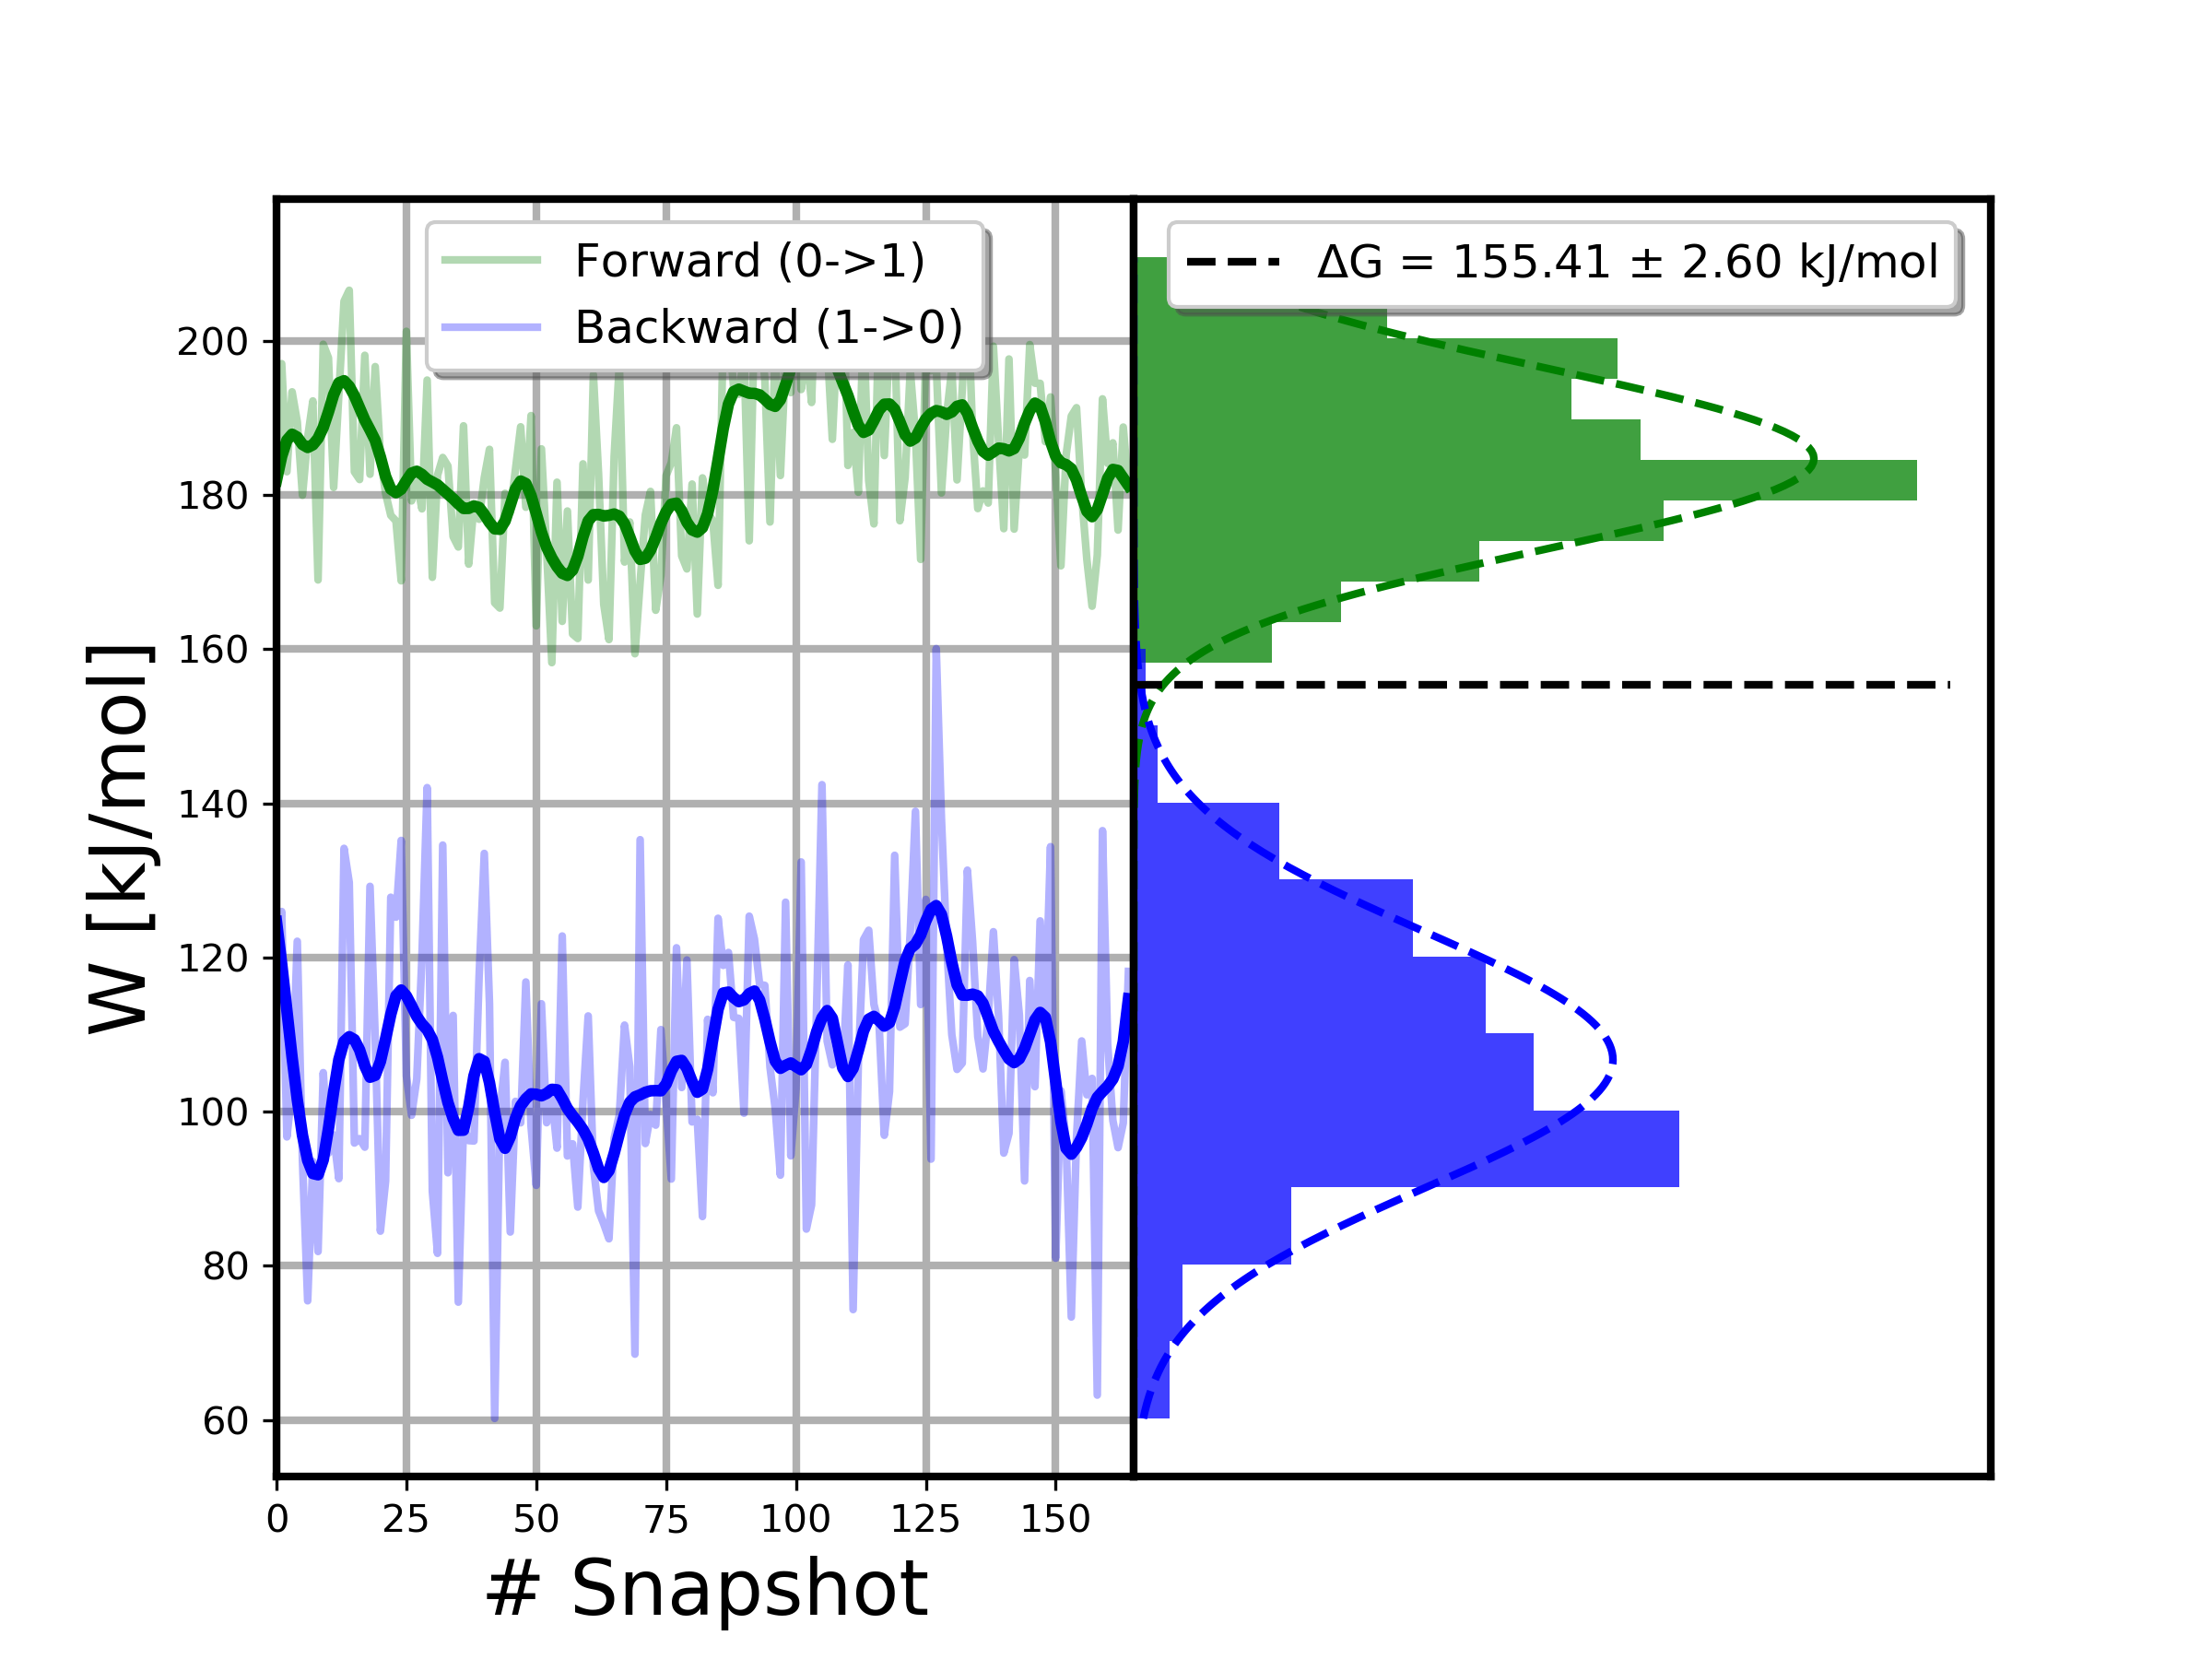 Forward (0->1)
Backward (1->0)
ΔG = 155.41 ± 2.60 kJ/mol
W [kJ/mol]
200
180
160
140
120
100
80
60
0 25 50 75 100 125 150
# Snapshot